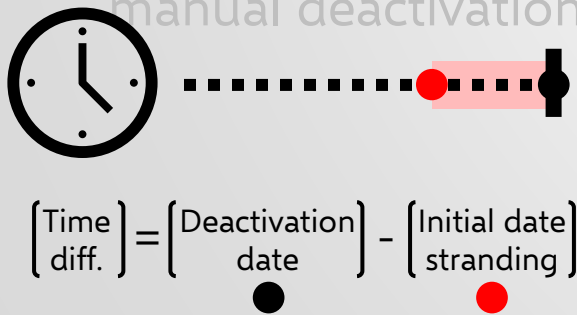 manual deactivation
Time diff. = Deactivation date - Initial date stranding